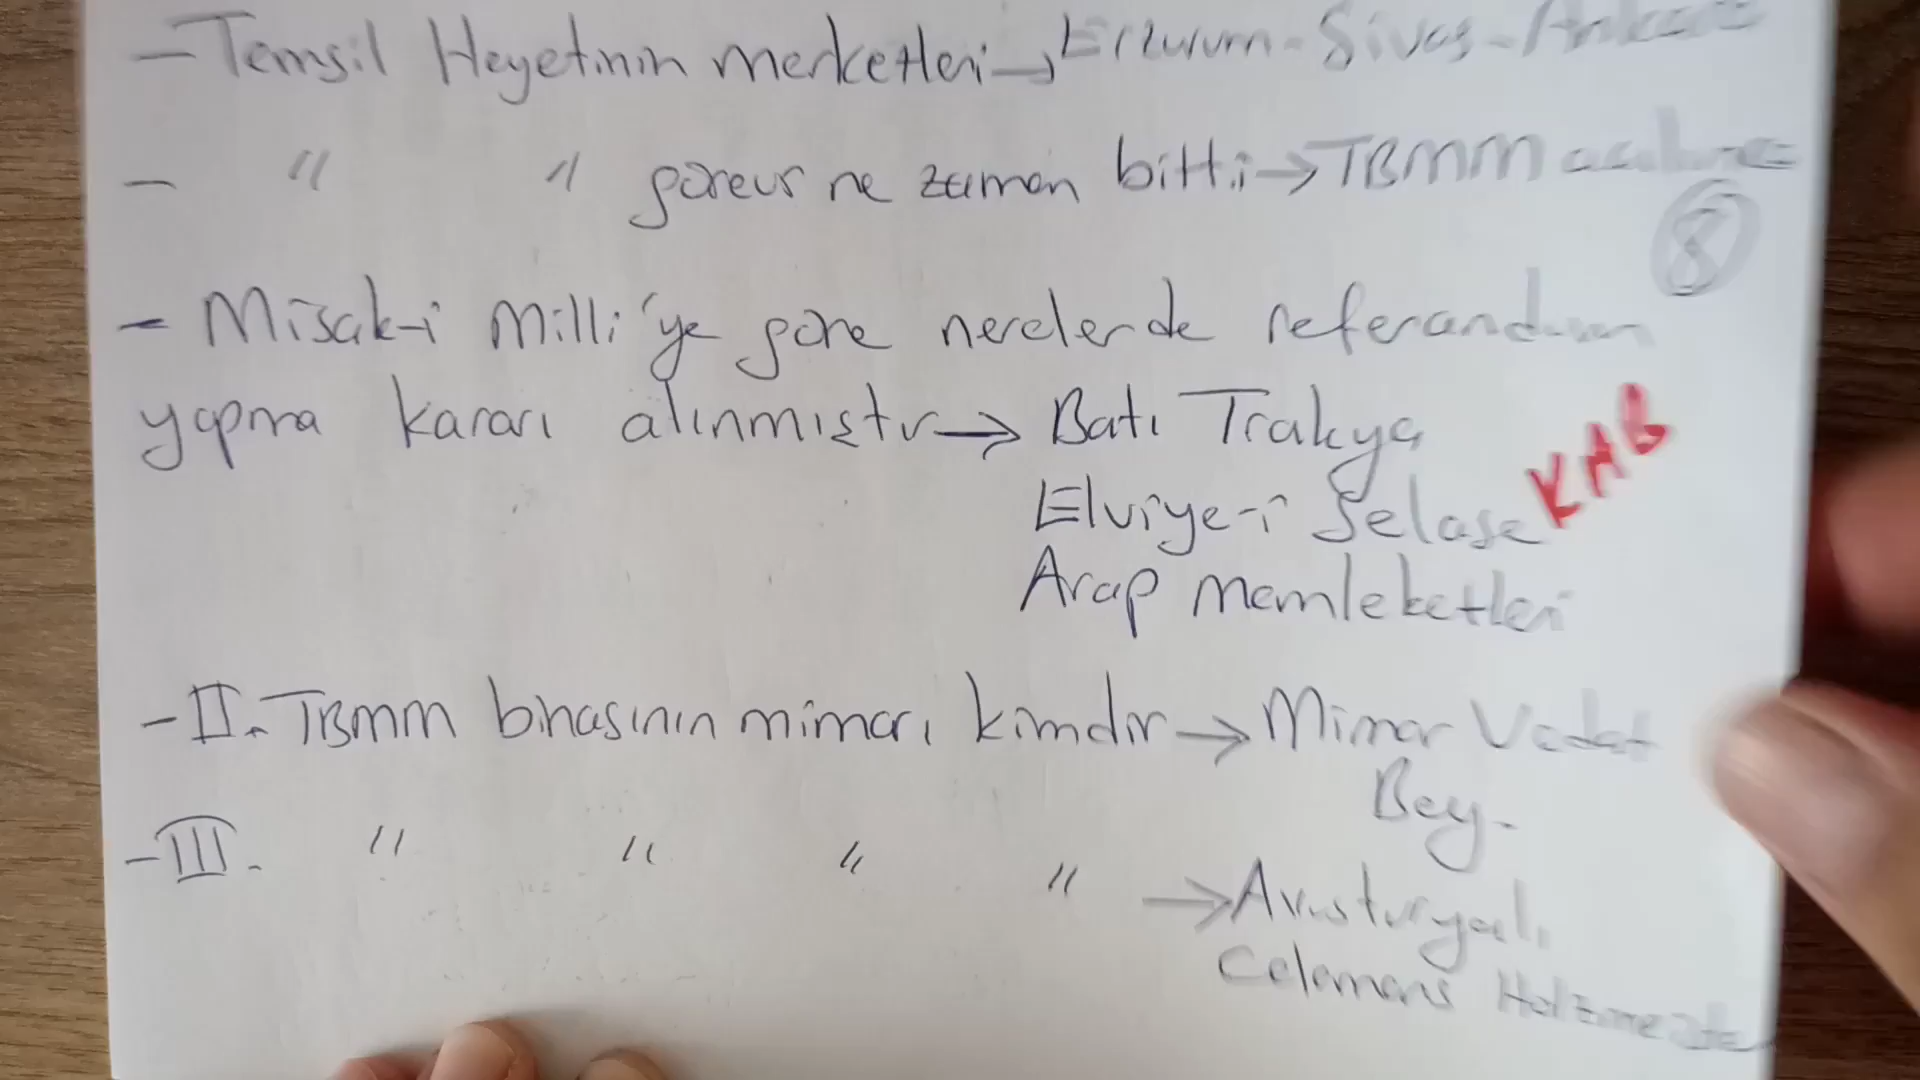 - Temsil Heyetinin merkezleri → Erzurum - Sivas - Ankara
- " " görevi ne zaman bitti → TBMM açılınca
8
- Misak-i Milli'ye göre nerelerde referandum
yapma kararı alınmıştır → Batı Trakya
KAB
Elviye-i Selase
Arap memleketleri
- II. TBMM binasının mimarı kimdir → Mimar Vedat
Bey.
- III. " " " " → Avusturyalı
Celemens